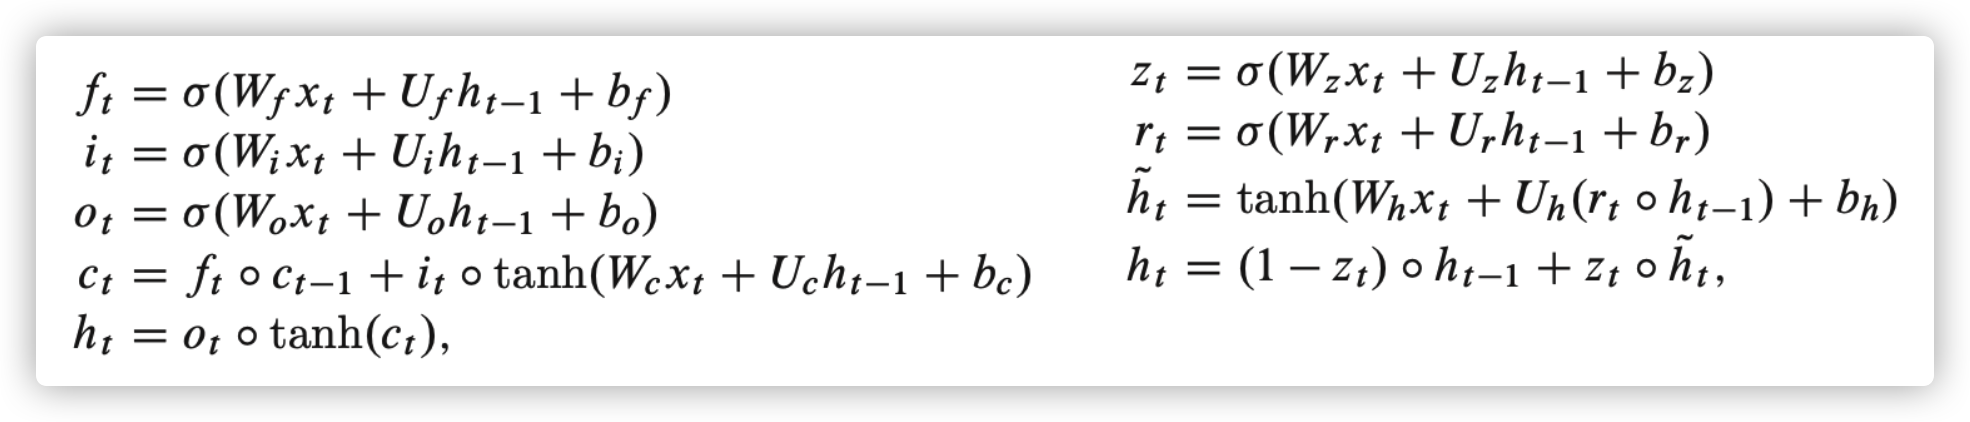 f_t = σ(W_f x_t + U_f h_{t−1} + b_f)
i_t = σ(W_i x_t + U_i h_{t−1} + b_i)
o_t = σ(W_o x_t + U_o h_{t−1} + b_o)
c_t = f_t ∘ c_{t−1} + i_t ∘ tanh(W_c x_t + U_c h_{t−1} + b_c)
h_t = o_t ∘ tanh(c_t),
z_t = σ(W_z x_t + U_z h_{t−1} + b_z)
r_t = σ(W_r x_t + U_r h_{t−1} + b_r)
h̃_t = tanh(W_h x_t + U_h(r_t ∘ h_{t−1}) + b_h)
h_t = (1 − z_t) ∘ h_{t−1} + z_t ∘ h̃_t,